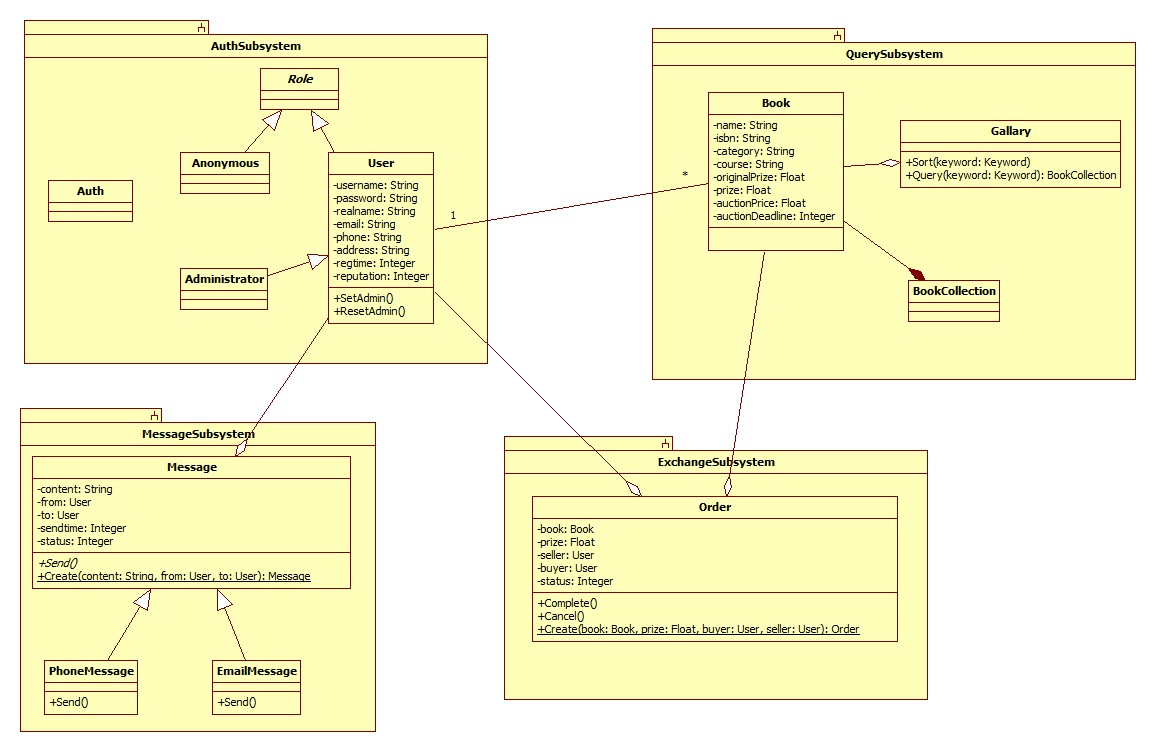 AuthSubsystem
Role
Anonymous
Auth
User
-username: String
-password: String
-realname: String
-email: String
-phone: String
-address: String
-regtime: Integer
-reputation: Integer
+SetAdmin()
+ResetAdmin()
Administrator
1
*
QuerySubsystem
Book
-name: String
-isbn: String
-category: String
-course: String
-originalPrize: Float
-prize: Float
-auctionPrice: Float
-auctionDeadline: Integer
Gallary
+Sort(keyword: Keyword)
+Query(keyword: Keyword): BookCollection
BookCollection
MessageSubsystem
Message
-content: String
-from: User
-to: User
-sendtime: Integer
-status: Integer
+Send()
+Create(content: String, from: User, to: User): Message
PhoneMessage
+Send()
EmailMessage
+Send()
ExchangeSubsystem
Order
-book: Book
-prize: Float
-seller: User
-buyer: User
-status: Integer
+Complete()
+Cancel()
+Create(book: Book, prize: Float, buyer: User, seller: User): Order